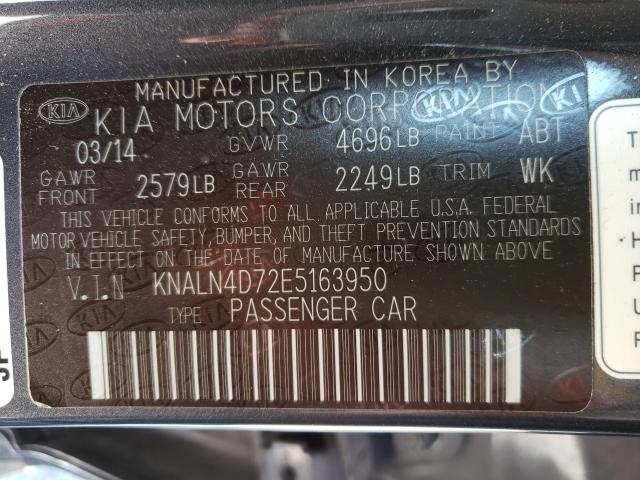 MANUFACTURED IN KOREA BY
KIA KIA MOTORS CORPORATION
03/14 GVWR 4696LB PAINT ABT
GAWR FRONT 2579LB GAWR REAR 2249LB TRIM WK
THIS VEHICLE CONFORMS TO ALL APPLICABLE U.S.A. FEDERAL
MOTOR VEHICLE SAFETY, BUMPER, AND THEFT PREVENTION STANDARDS
IN EFFECT ON THE DATE OF MANUFACTURE SHOWN ABOVE
V.I.N KNALN4D72E5163950
TYPE PASSENGER CAR